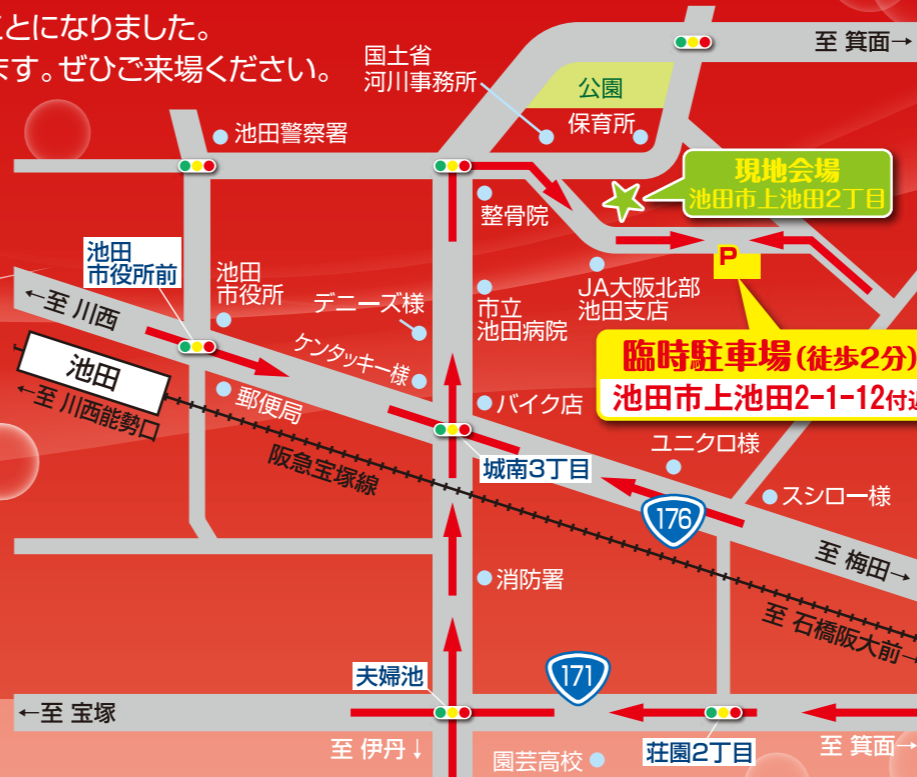 ことになりました。
ます。ぜひご来場ください。
国土省
河川事務所
公園
保育所
至 箕面→
池田警察署
現地会場
池田市上池田2丁目
整骨院
P
JA大阪北部
池田支店
池田
市役所前
池田
市役所
←至 川西
デニーズ様
ケンタッキー様
市立
池田病院
臨時駐車場(徒歩2分)
池田市上池田2-1-12付近
池田
←至 川西能勢口
郵便局
バイク店
阪急宝塚線
城南3丁目
ユニクロ様
176
スシロー様
至 梅田→
消防署
至 石橋阪大前→
夫婦池
171
←至 宝塚
至 伊丹↓
園芸高校
荘園2丁目
至 箕面→